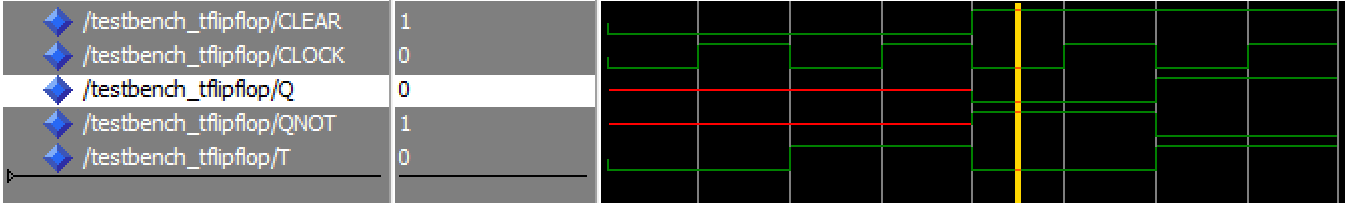 /testbench_tflipflop/CLEAR 1
/testbench_tflipflop/CLOCK 0
/testbench_tflipflop/Q 0
/testbench_tflipflop/QNOT 1
/testbench_tflipflop/T 0